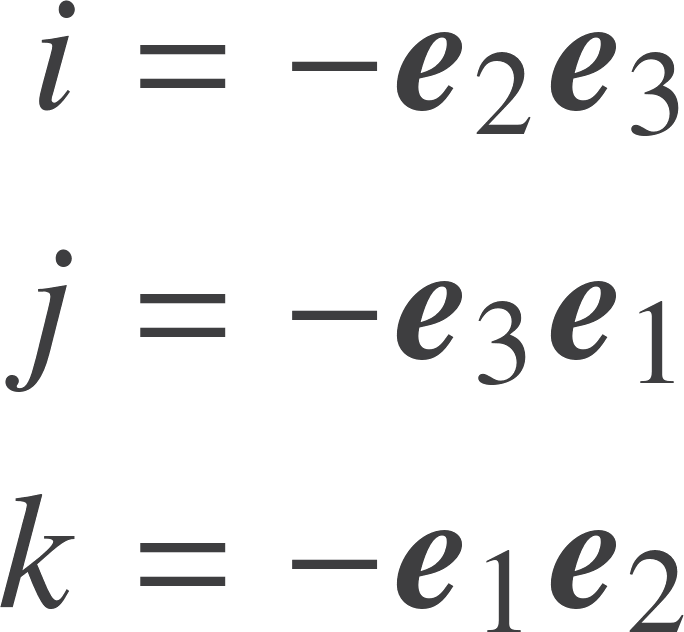 i = −e₂e₃
j = −e₃e₁
k = −e₁e₂